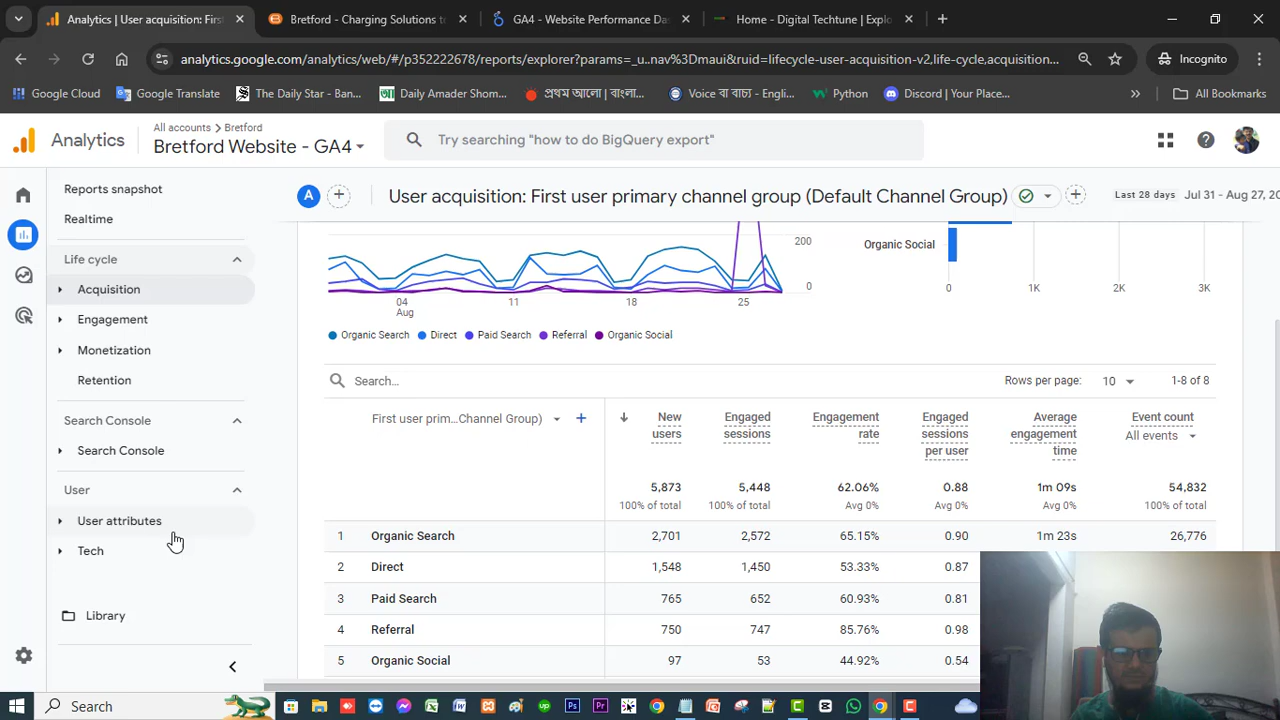 Analytics | User acquisition: Firs
Bretford - Charging Solutions t
GA4 - Website Performance Da
Home - Digital Techtune | Explo
analytics.google.com/analytics/web/#/p352222678/reports/explorer?params=_u..nav%3Dmaui&ruid=lifecycle-user-acquisition-v2,life-cycle,acquisition...
Incognito
Google Cloud
Google Translate
The Daily Star - Ban...
Daily Amader Shom...
প্রথম আলো | বাংলা...
Voice বা বাচ্য - Engli...
Python
Discord | Your Place...
All Bookmarks
Analytics
All accounts > Bretford
Bretford Website - GA4
Try searching "how to do BigQuery export"
Reports snapshot
Realtime
Life cycle
Acquisition
Engagement
Monetization
Retention
Search Console
Search Console
User
User attributes
Tech
Library
A
User acquisition: First user primary channel group (Default Channel Group)
Last 28 days
Jul 31 - Aug 27, 20
200
0
04
Aug
11
18
25
Organic Search
Direct
Paid Search
Referral
Organic Social
Organic Social
0
1K
2K
3K
Search...
Rows per page:
10
1-8 of 8
First user prim...Channel Group)
New users
Engaged sessions
Engagement rate
Engaged sessions per user
Average engagement time
Event count
All events
5,873
5,448
62.06%
0.88
1m 09s
54,832
100% of total
100% of total
Avg 0%
Avg 0%
Avg 0%
100% of total
1 Organic Search 2,701 2,572 65.15% 0.90 1m 23s 26,776
2 Direct 1,548 1,450 53.33% 0.87
3 Paid Search 765 652 60.93% 0.81
4 Referral 750 747 85.76% 0.98
5 Organic Social 97 53 44.92% 0.54
Search